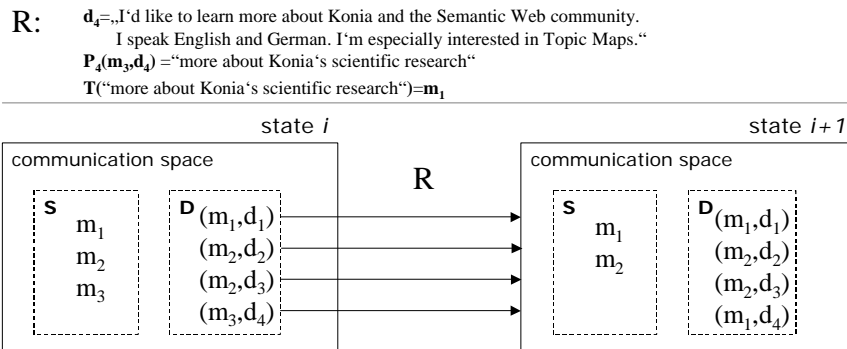 R: d₄=„I‘d like to learn more about Konia and the Semantic Web community.
I speak English and German. I‘m especially interested in Topic Maps.“
P₄(m₃,d₄) =“more about Konia‘s scientific research“
T(“more about Konia‘s scientific research“)=m₁
state i
state i+1
communication space
R
communication space
S
m₁
m₂
m₃
D
(m₁,d₁)
(m₂,d₂)
(m₂,d₃)
(m₃,d₄)
S
m₁
m₂
D
(m₁,d₁)
(m₂,d₂)
(m₂,d₃)
(m₁,d₄)